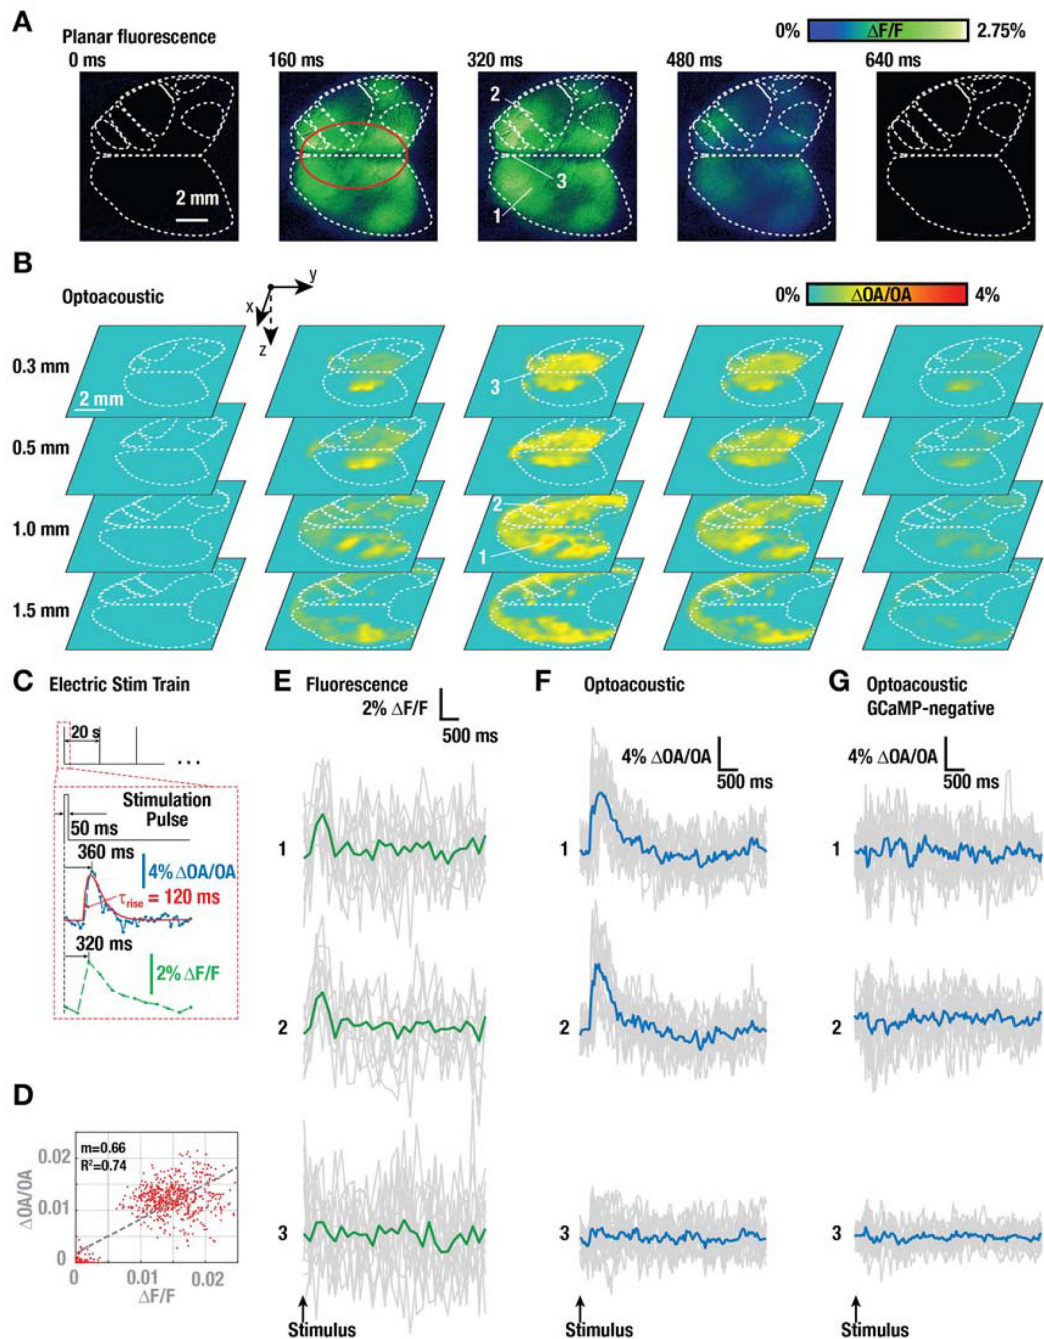 A
Planar fluorescence
0% ΔF/F 2.75%
0 ms 160 ms 320 ms 480 ms 640 ms
2
3
1
2 mm
B
Optoacoustic
x y z
0% ΔOA/OA 4%
0.3 mm
3
2 mm
0.5 mm
1.0 mm
2
1
1.5 mm
C Electric Stim Train
20 s
...
Stimulation
Pulse
50 ms
360 ms
4% ΔOA/OA
τrise = 120 ms
320 ms
2% ΔF/F
D
m=0.66
R²=0.74
ΔOA/OA
0.02
0.01
0
0 0.01 0.02
ΔF/F
E Fluorescence
2% ΔF/F
500 ms
1
2
3
Stimulus
F Optoacoustic
4% ΔOA/OA
500 ms
1
2
3
Stimulus
G Optoacoustic
GCaMP-negative
4% ΔOA/OA
500 ms
1
2
3
Stimulus